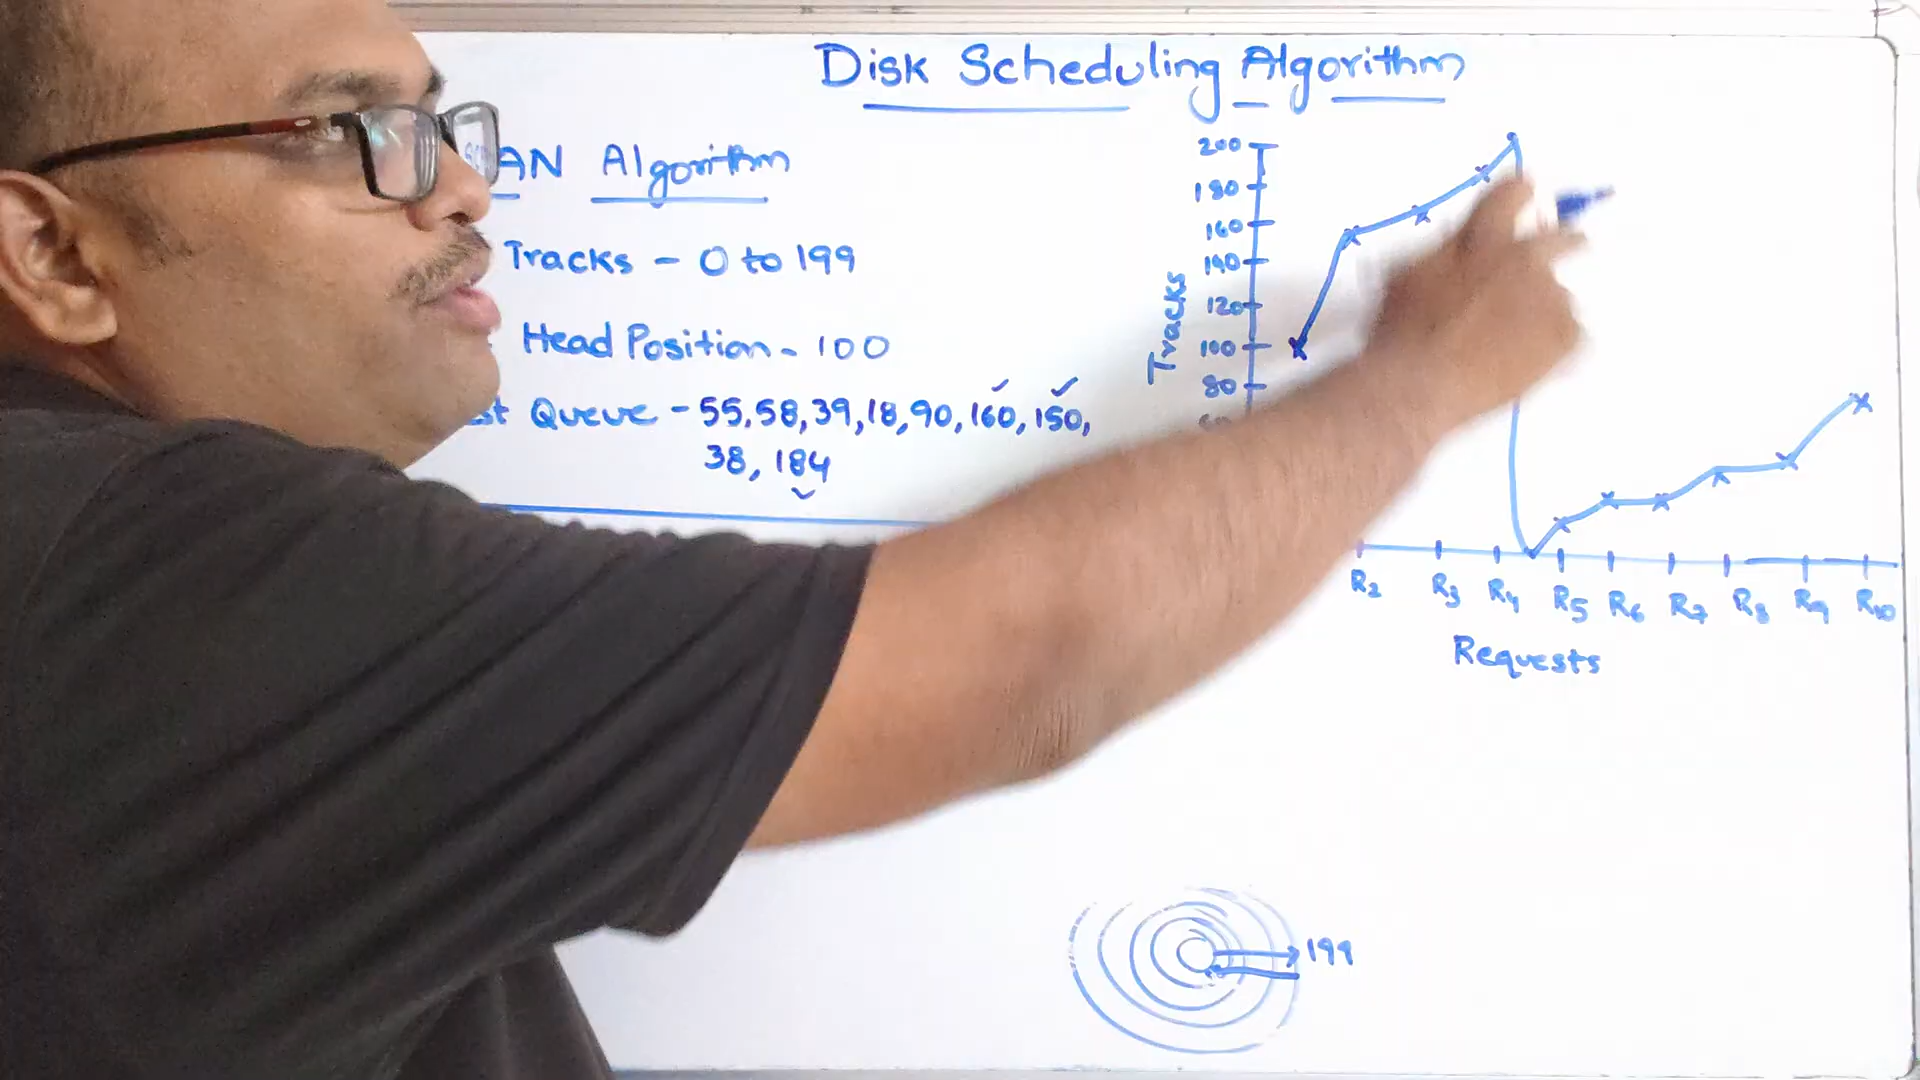 Disk Scheduling Algorithm
AN Algorithm
Tracks - 0 to 199
Head Position - 100
st Queue - 55, 58, 39, 18, 90, 160, 150,
38, 184
200
180
160
140
120
100
80
Tracks
R2 R3 R4 R5 R6 R7 R8 R9 R10
Requests
199